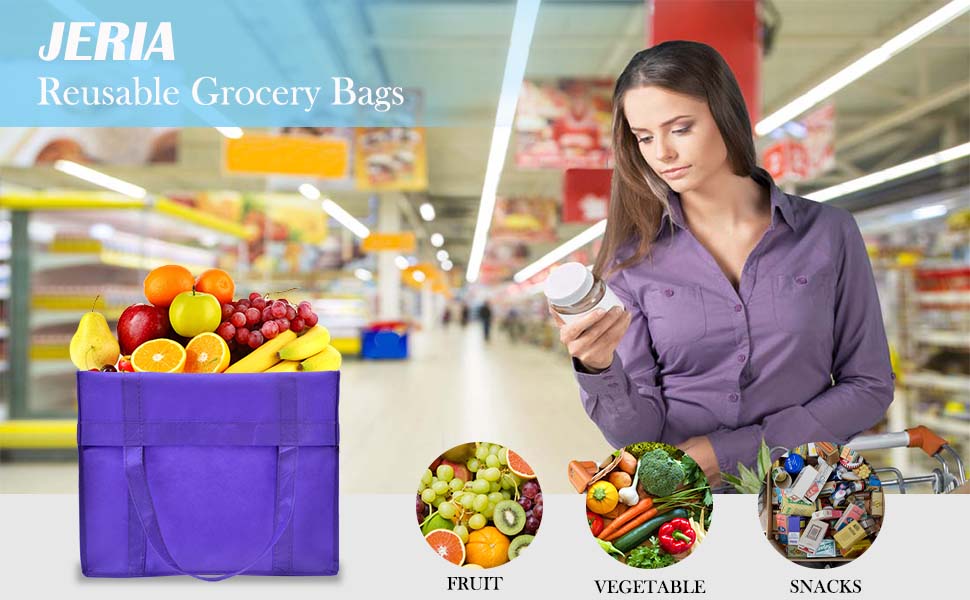 JERIA
Reusable Grocery Bags
FRUIT
VEGETABLE
SNACKS